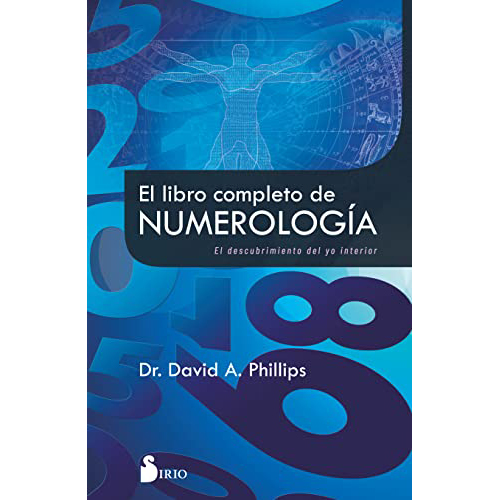 El libro completo de
NUMEROLOGÍA
El descubrimiento del yo interior
Dr. David A. Phillips
SIRIO